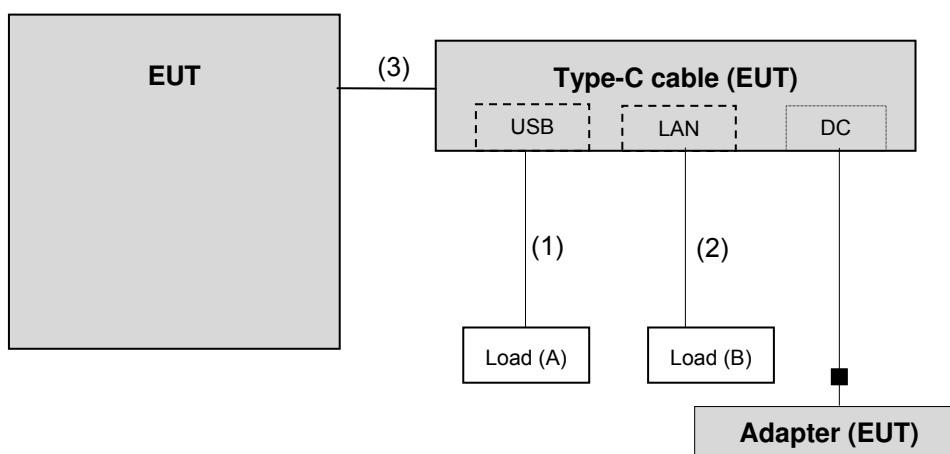 EUT
(3)
Type-C cable (EUT)
USB
LAN
DC
(1)
(2)
Load (A)
Load (B)
Adapter (EUT)